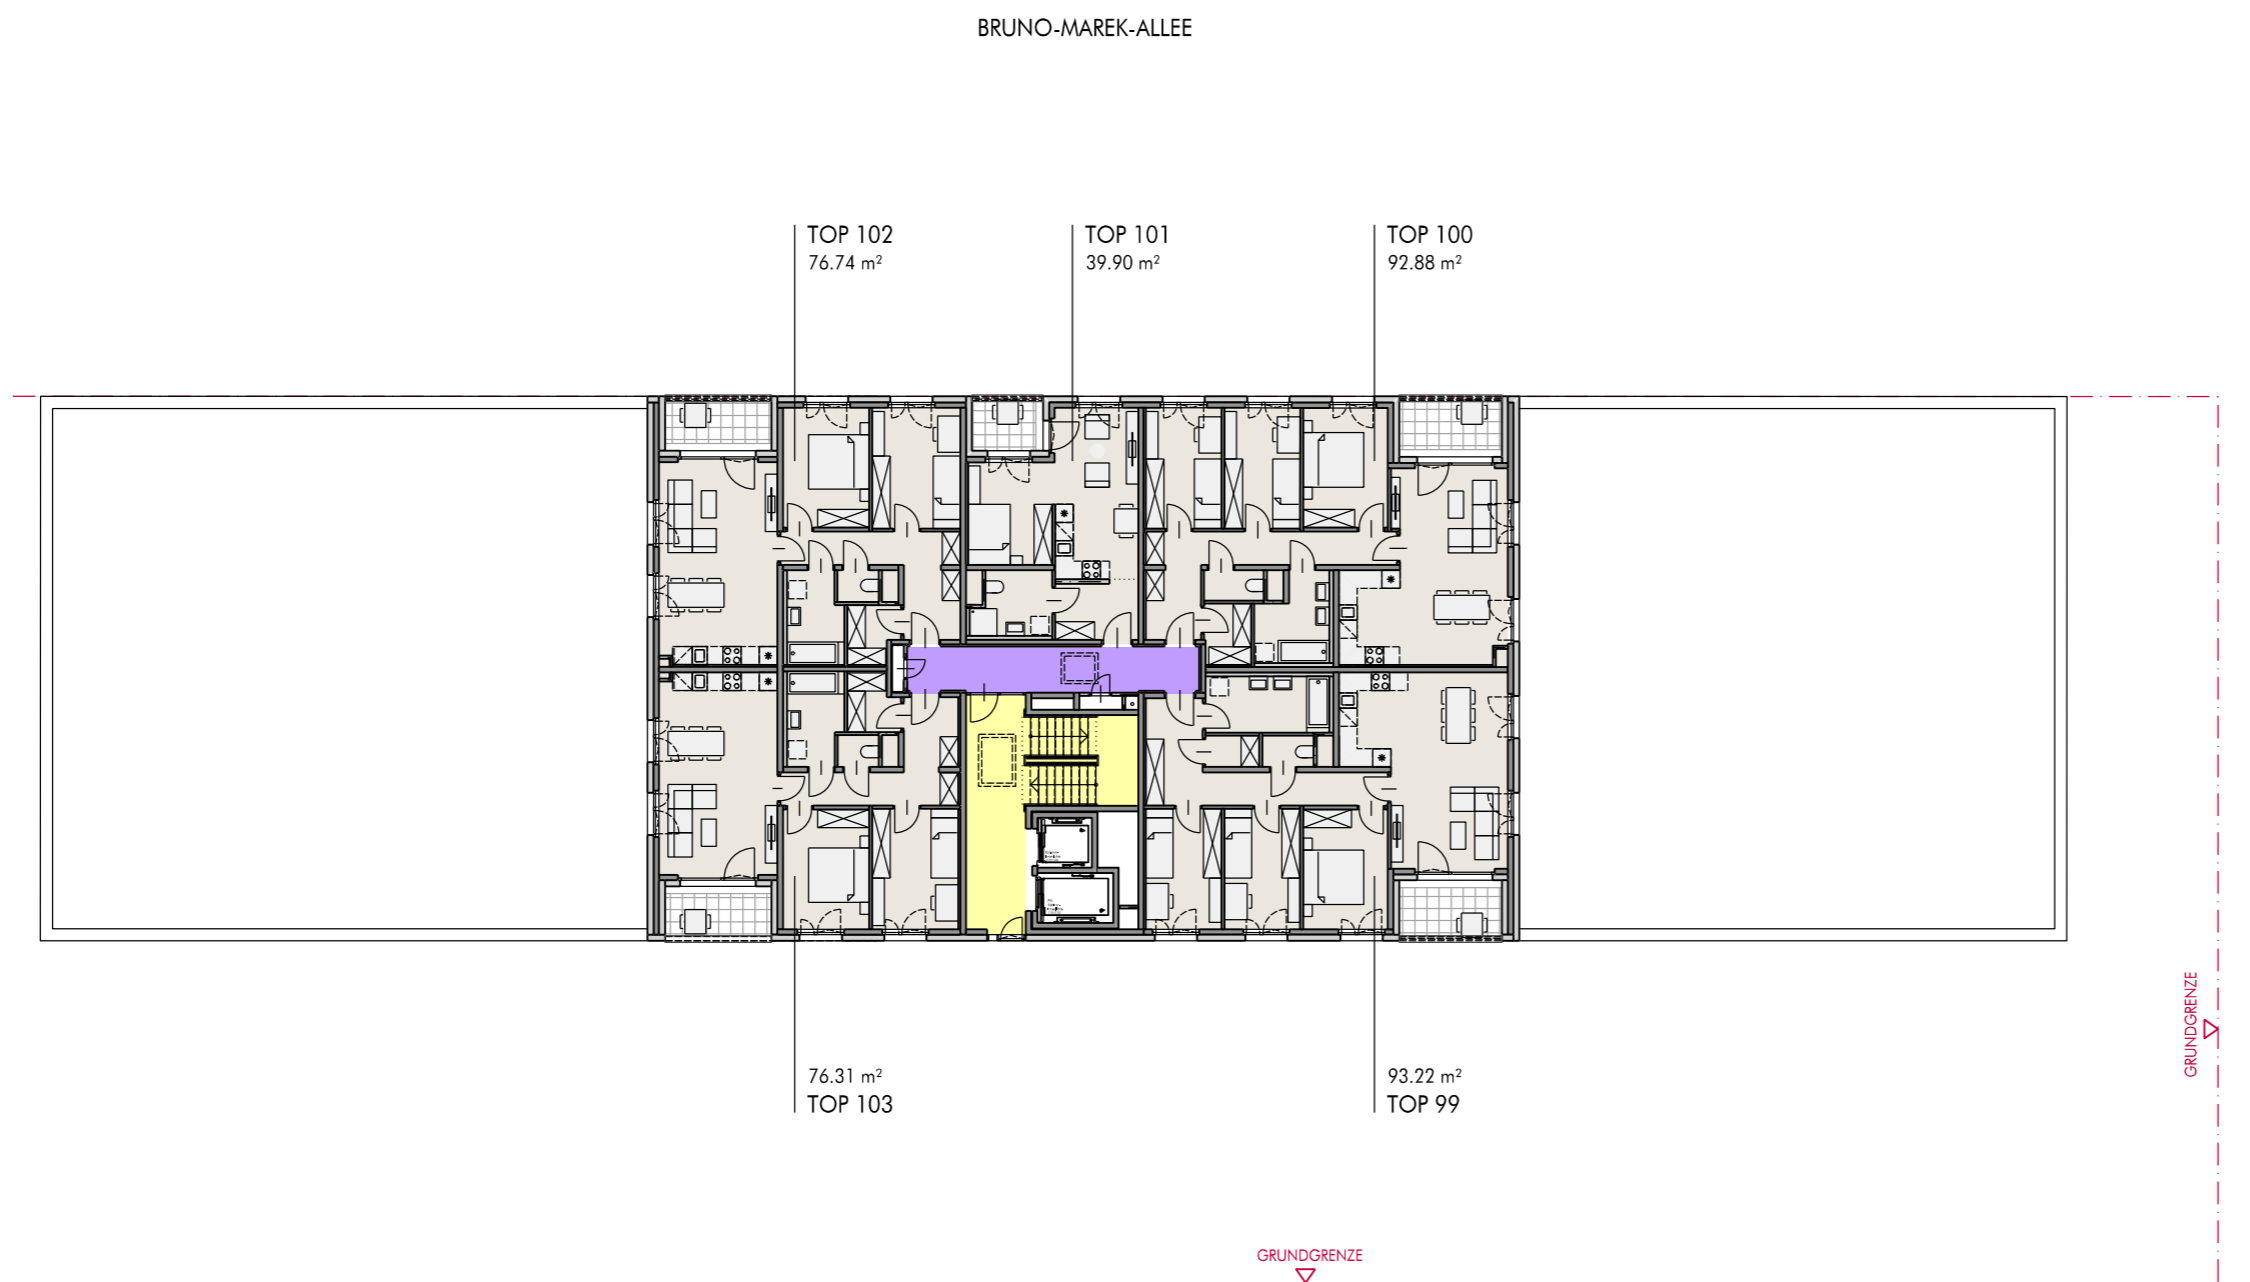 BRUNO-MAREK-ALLEE
TOP 102
76.74 m²
TOP 101
39.90 m²
TOP 100
92.88 m²
76.31 m²
TOP 103
93.22 m²
TOP 99
GRUNDGRENZE
GRUNDGRENZE